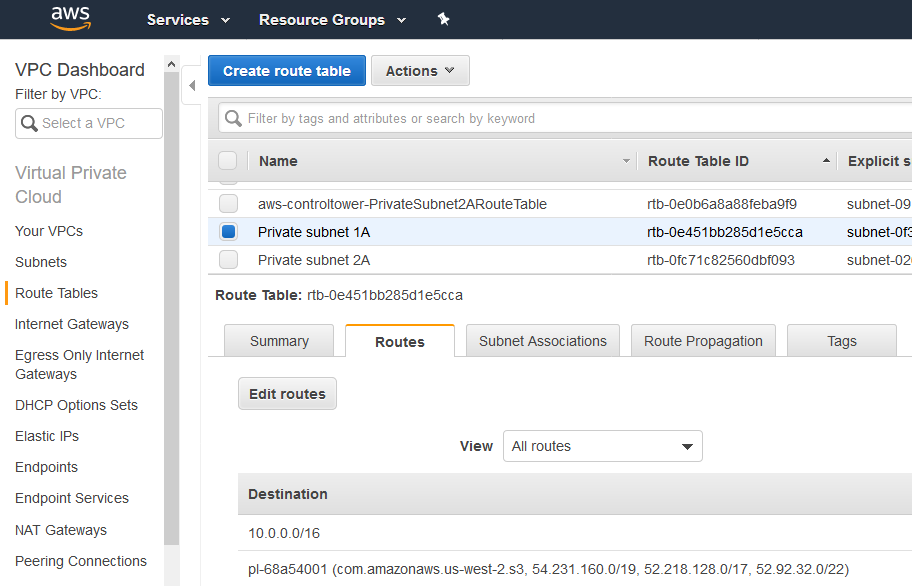 aws
Services
Resource Groups
VPC Dashboard
Filter by VPC:
Select a VPC
Virtual Private
Cloud
Your VPCs
Subnets
Route Tables
Internet Gateways
Egress Only Internet
Gateways
DHCP Options Sets
Elastic IPs
Endpoints
Endpoint Services
NAT Gateways
Peering Connections
Create route table
Actions
Filter by tags and attributes or search by keyword
Name Route Table ID Explicit s
aws-controltower-PrivateSubnet2ARouteTable rtb-0e0b6a8a88feba9f9 subnet-09
Private subnet 1A rtb-0e451bb285d1e5cca subnet-0f3
Private subnet 2A rtb-0fc71c82560dbf093 subnet-02
Route Table: rtb-0e451bb285d1e5cca
Summary Routes Subnet Associations Route Propagation Tags
Edit routes
View All routes
Destination
10.0.0.0/16
pl-68a54001 (com.amazonaws.us-west-2.s3, 54.231.160.0/19, 52.218.128.0/17, 52.92.32.0/22)